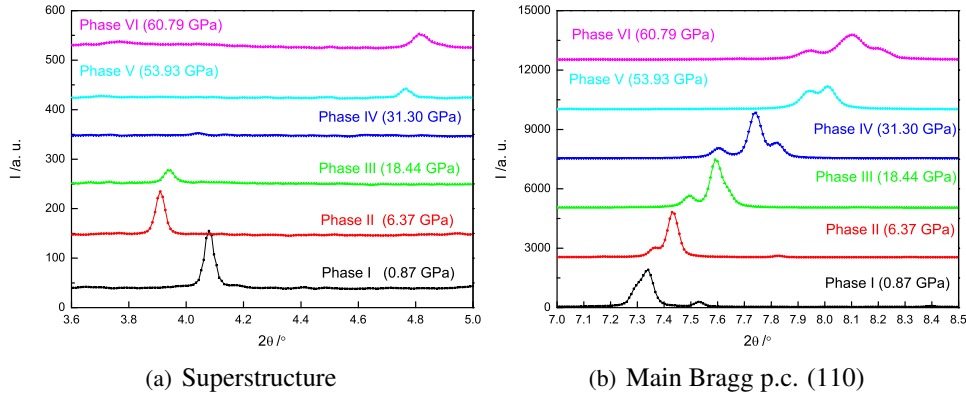 600
500
400
300
200
100
0
I /a. u.
Phase VI (60.79 GPa)
Phase V (53.93 GPa)
Phase IV (31.30 GPa)
Phase III (18.44 GPa)
Phase II (6.37 GPa)
Phase I (0.87 GPa)
3.6 3.8 4.0 4.2 4.4 4.6 4.8 5.0
2θ /°
(a) Superstructure
15000
12000
9000
6000
3000
0
I /a. u.
Phase VI (60.79 GPa)
Phase V (53.93 GPa)
Phase IV (31.30 GPa)
Phase III (18.44 GPa)
Phase II (6.37 GPa)
Phase I (0.87 GPa)
7.0 7.1 7.2 7.3 7.4 7.5 7.6 7.7 7.8 7.9 8.0 8.1 8.2 8.3 8.4 8.5
2θ /°
(b) Main Bragg p.c. (110)